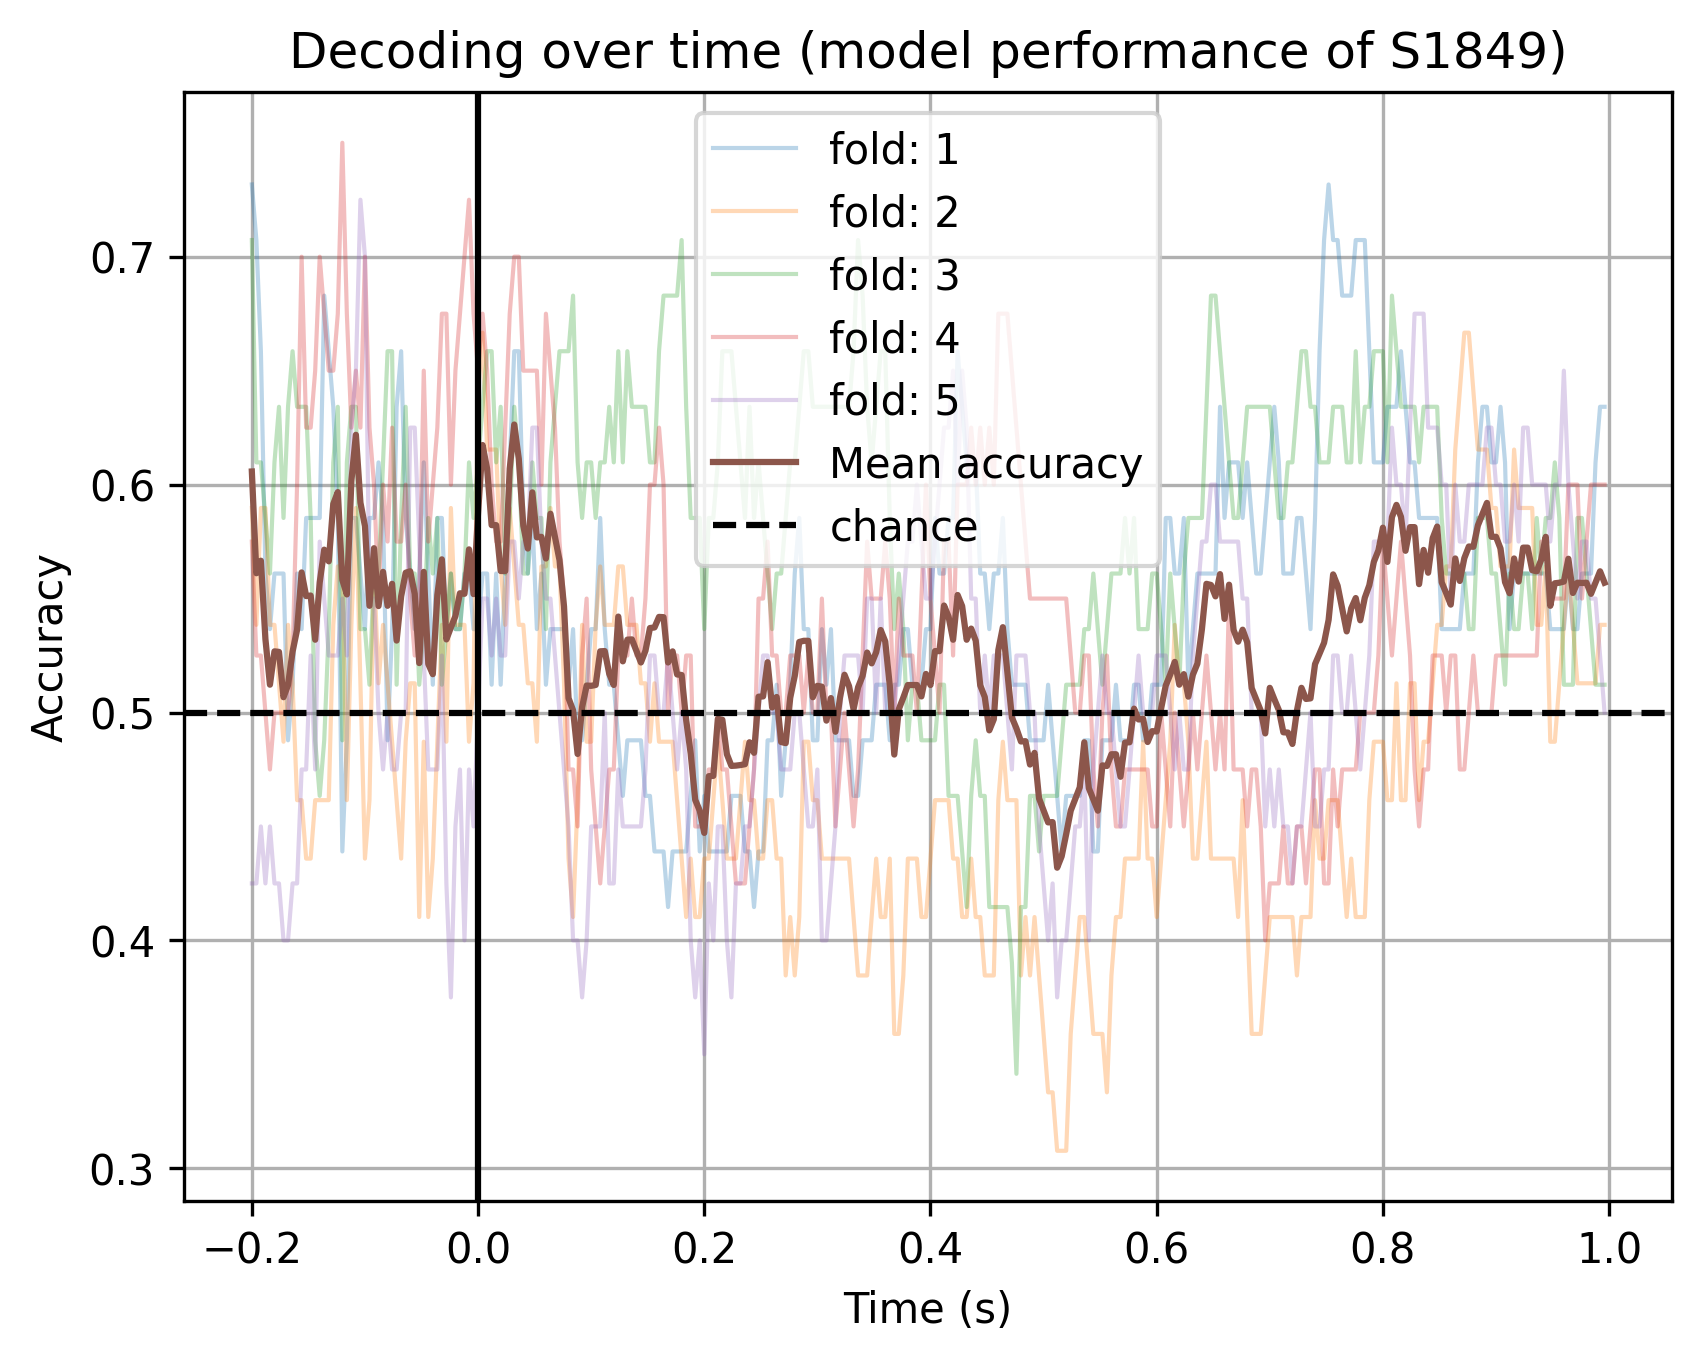 Decoding over time (model performance of S1849)
fold: 1
fold: 2
fold: 3
fold: 4
fold: 5
Mean accuracy
chance
Accuracy
0.7
0.6
0.5
0.4
0.3
−0.2 0.0 0.2 0.4 0.6 0.8 1.0
Time (s)